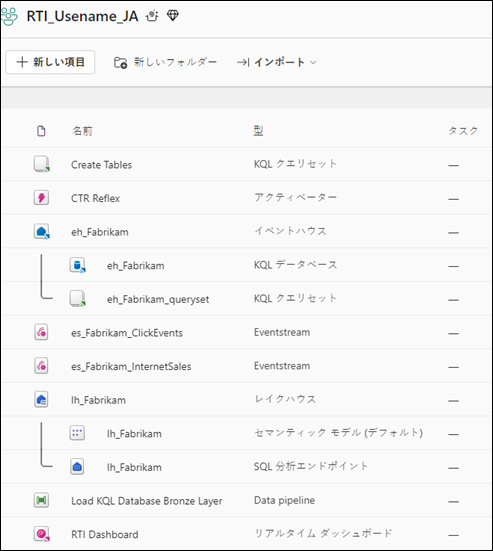 RTI_Usename_JA
新しい項目 新しいフォルダー インポート
名前 型 タスク
Create Tables KQL クエリセット —
CTR Reflex アクティベーター —
eh_Fabrikam イベントハウス —
eh_Fabrikam KQL データベース —
eh_Fabrikam_queryset KQL クエリセット —
es_Fabrikam_ClickEvents Eventstream —
es_Fabrikam_InternetSales Eventstream —
lh_Fabrikam レイクハウス —
lh_Fabrikam セマンティック モデル (デフォルト) —
lh_Fabrikam SQL 分析エンドポイント —
Load KQL Database Bronze Layer Data pipeline —
RTI Dashboard リアルタイム ダッシュボード —